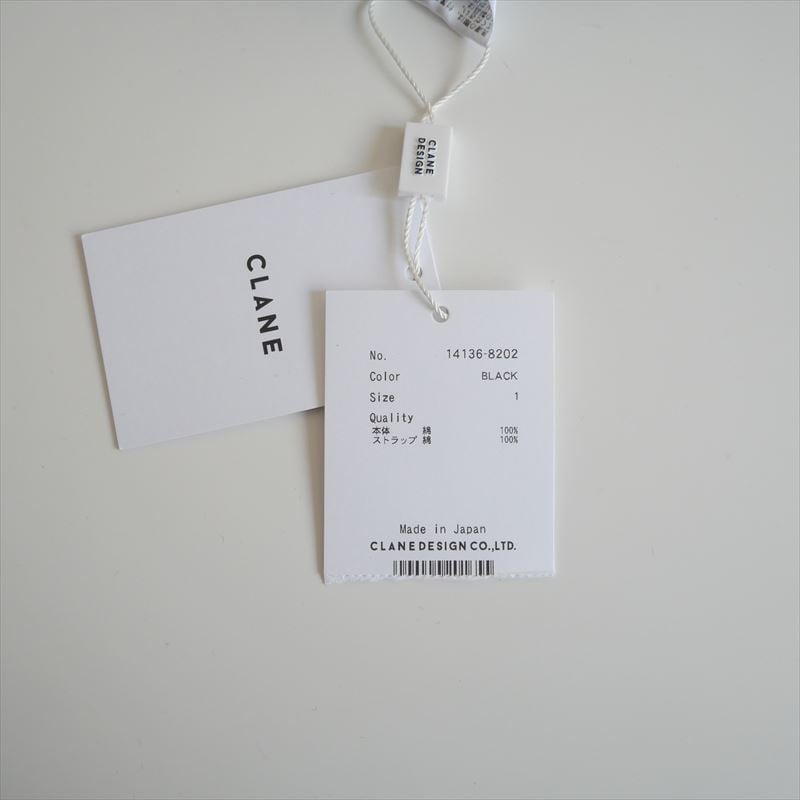 CLANE
DESIGN
CLANE
No. 14136-8202
Color BLACK
Size 1
Quality
本体 綿 100%
ストラップ 綿 100%
Made in Japan
CLANE DESIGN CO.,LTD.